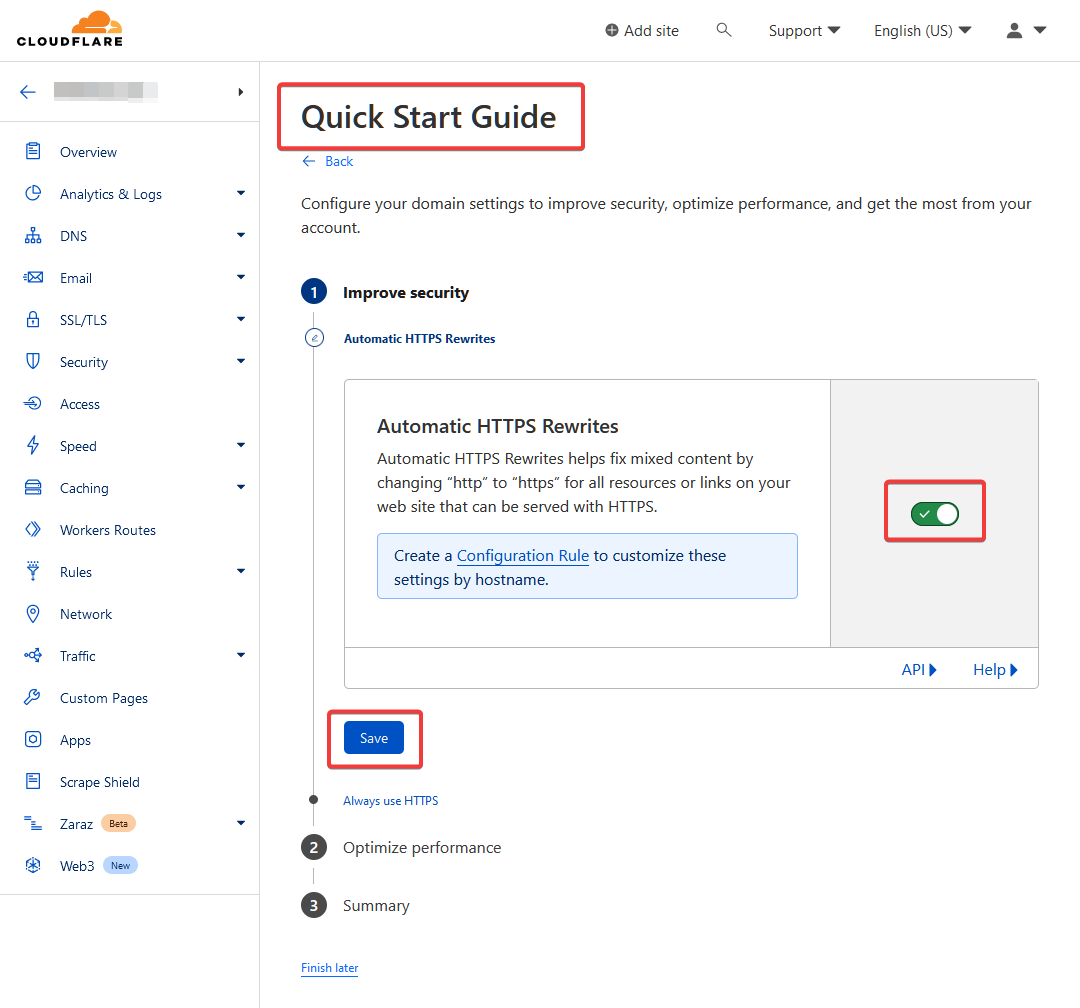 CLOUDFLARE
Add site
Support
English (US)
Overview
Analytics & Logs
DNS
Email
SSL/TLS
Security
Access
Speed
Caching
Workers Routes
Rules
Network
Traffic
Custom Pages
Apps
Scrape Shield
Zaraz Beta
Web3 New
Quick Start Guide
Back
Configure your domain settings to improve security, optimize performance, and get the most from your
account.
1 Improve security
Automatic HTTPS Rewrites
Automatic HTTPS Rewrites
Automatic HTTPS Rewrites helps fix mixed content by
changing “http” to “https” for all resources or links on your
web site that can be served with HTTPS.
Create a Configuration Rule to customize these
settings by hostname.
API Help
Save
Always use HTTPS
2 Optimize performance
3 Summary
Finish later